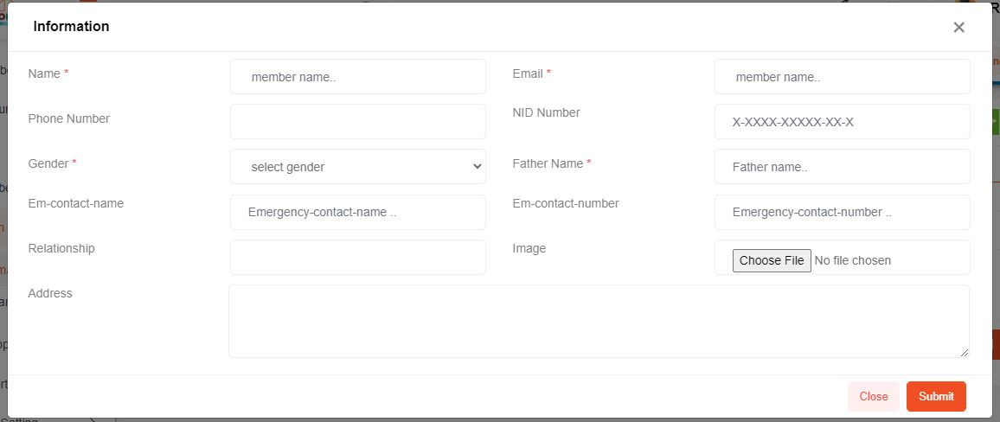 Information
×
Name *
member name..
Email *
member name..
Phone Number
NID Number
X-XXXX-XXXXX-XX-X
Gender *
select gender
Father Name *
Father name..
Em-contact-name
Emergency-contact-name ..
Em-contact-number
Emergency-contact-number ..
Relationship
Image
Choose File No file chosen
Address
Close
Submit